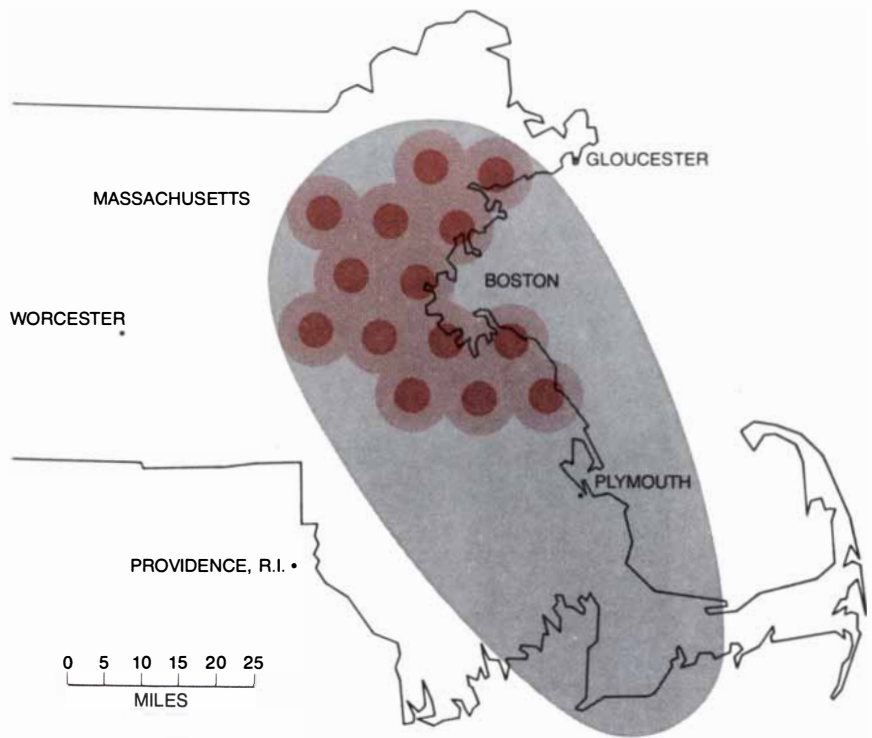 GLOUCESTER
MASSACHUSETTS
BOSTON
WORCESTER
PLYMOUTH
PROVIDENCE, R.I.
0 5 10 15 20 25
MILES